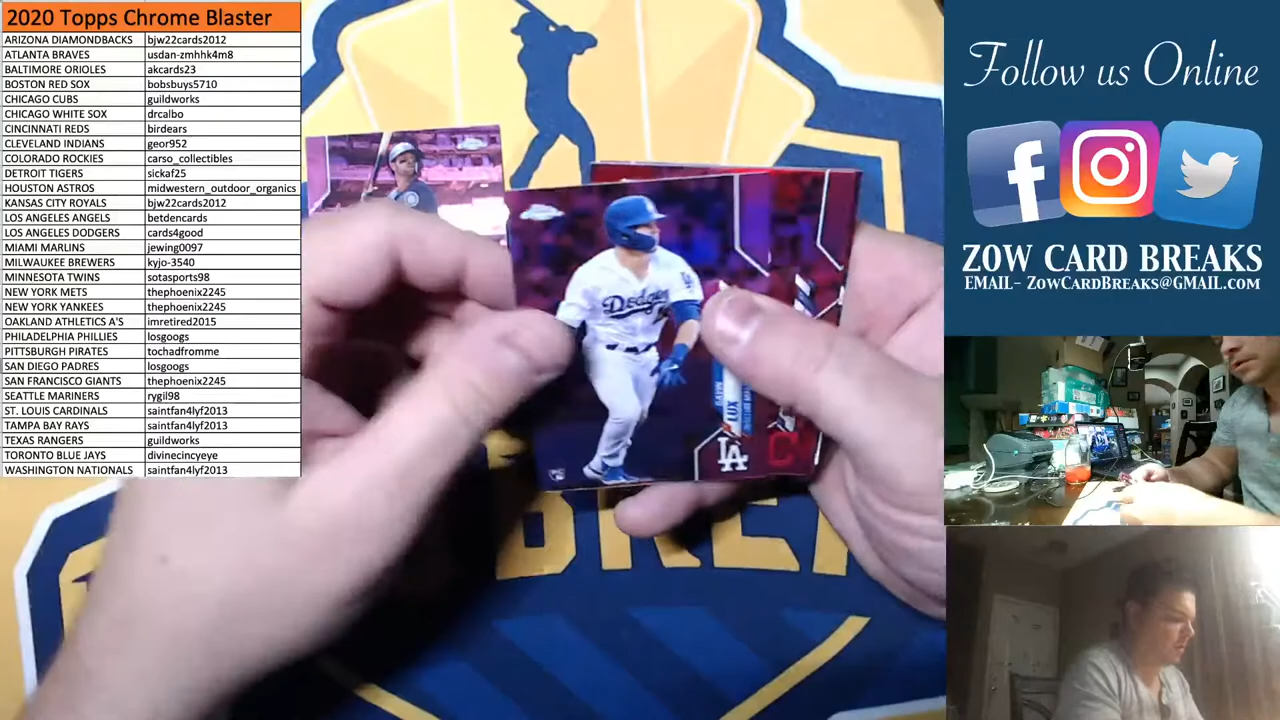 2020 Topps Chrome Blaster
ARIZONA DIAMONDBACKS bjw22cards2012
ATLANTA BRAVES usdan-zmhhk4m8
BALTIMORE ORIOLES akcards23
BOSTON RED SOX bobsbuys5710
CHICAGO CUBS guildworks
CHICAGO WHITE SOX drcalbo
CINCINNATI REDS birdears
CLEVELAND INDIANS geor952
COLORADO ROCKIES carso_collectibles
DETROIT TIGERS sickaf25
HOUSTON ASTROS midwestern_outdoor_organics
KANSAS CITY ROYALS bjw22cards2012
LOS ANGELES ANGELS betdencards
LOS ANGELES DODGERS cards4good
MIAMI MARLINS jewing0097
MILWAUKEE BREWERS kyjo-3540
MINNESOTA TWINS sotasports98
NEW YORK METS thephoenix2245
NEW YORK YANKEES thephoenix2245
OAKLAND ATHLETICS A'S imretired2015
PHILADELPHIA PHILLIES losgoogs
PITTSBURGH PIRATES tochadfromme
SAN DIEGO PADRES losgoogs
SAN FRANCISCO GIANTS thephoenix2245
SEATTLE MARINERS rygil98
ST. LOUIS CARDINALS saintfan4lyf2013
TAMPA BAY RAYS saintfan4lyf2013
TEXAS RANGERS guildworks
TORONTO BLUE JAYS divinecincyeye
WASHINGTON NATIONALS saintfan4lyf2013
Dodgers
LUX
LA
Follow us Online
ZOW CARD BREAKS
EMAIL- ZOWCARDBREAKS@GMAIL.COM